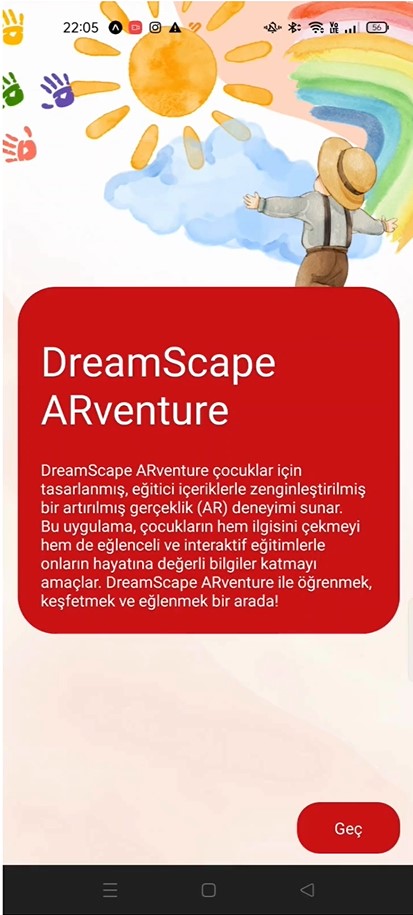 22:05
VoLTE
56
DreamScape
ARventure
DreamScape ARventure çocuklar için
tasarlanmış, eğitici içeriklerle zenginleştirilmiş
bir artırılmış gerçeklik (AR) deneyimi sunar.
Bu uygulama, çocukların hem ilgisini çekmeyi
hem de eğlenceli ve interaktif eğitimlerle
onların hayatına değerli bilgiler katmayı
amaçlar. DreamScape ARventure ile öğrenmek,
keşfetmek ve eğlenmek bir arada!
Geç